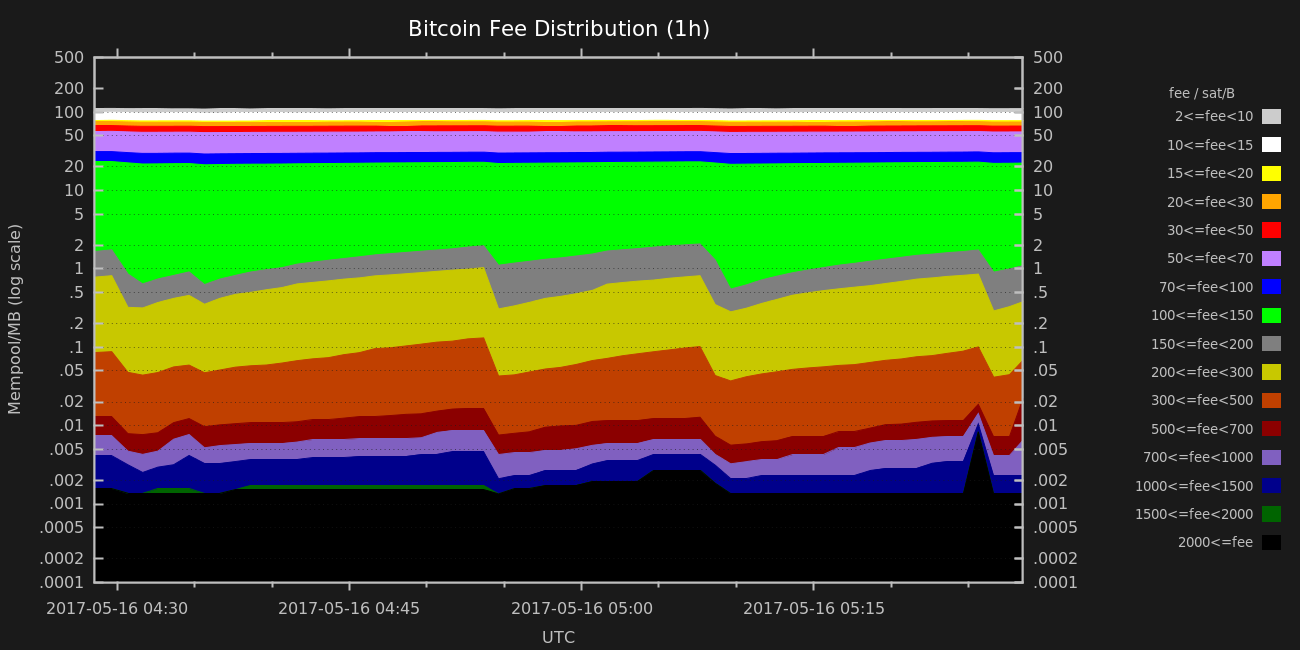 Bitcoin Fee Distribution (1h)
500
200
100
50
20
10
5
2
1
.5
.2
.1
.05
.02
.01
.005
.002
.001
.0005
.0002
.0001
Mempool/MB (log scale)
500
200
100
50
20
10
5
2
1
.5
.2
.1
.05
.02
.01
.005
.002
.001
.0005
.0002
.0001
2017-05-16 04:30
2017-05-16 04:45
2017-05-16 05:00
2017-05-16 05:15
UTC
fee / sat/B
2<=fee<10
10<=fee<15
15<=fee<20
20<=fee<30
30<=fee<50
50<=fee<70
70<=fee<100
100<=fee<150
150<=fee<200
200<=fee<300
300<=fee<500
500<=fee<700
700<=fee<1000
1000<=fee<1500
1500<=fee<2000
2000<=fee